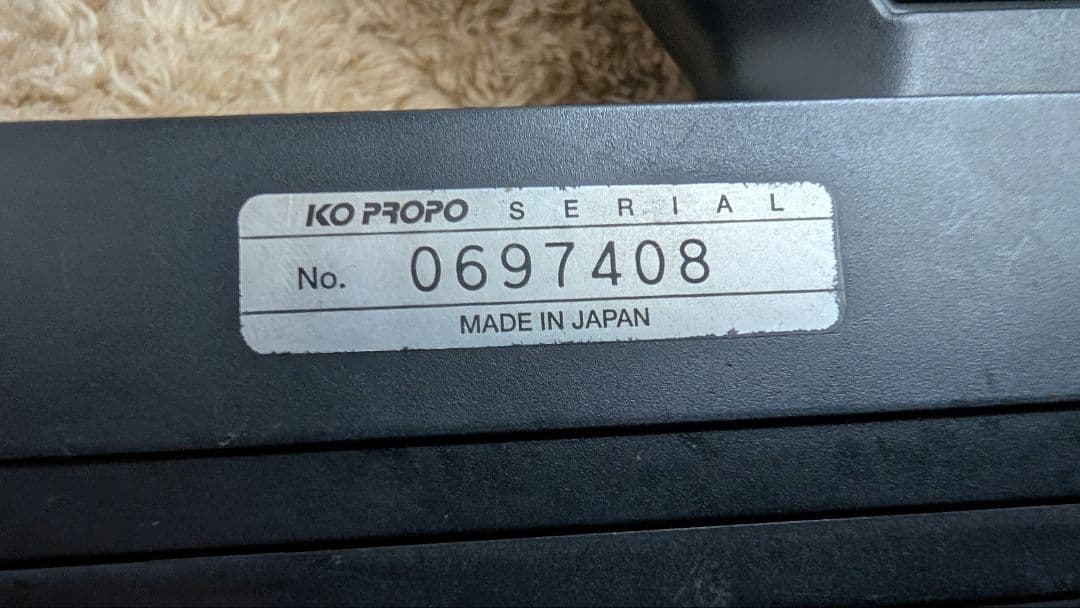 KO PROPO SERIAL
No. 0697408
MADE IN JAPAN